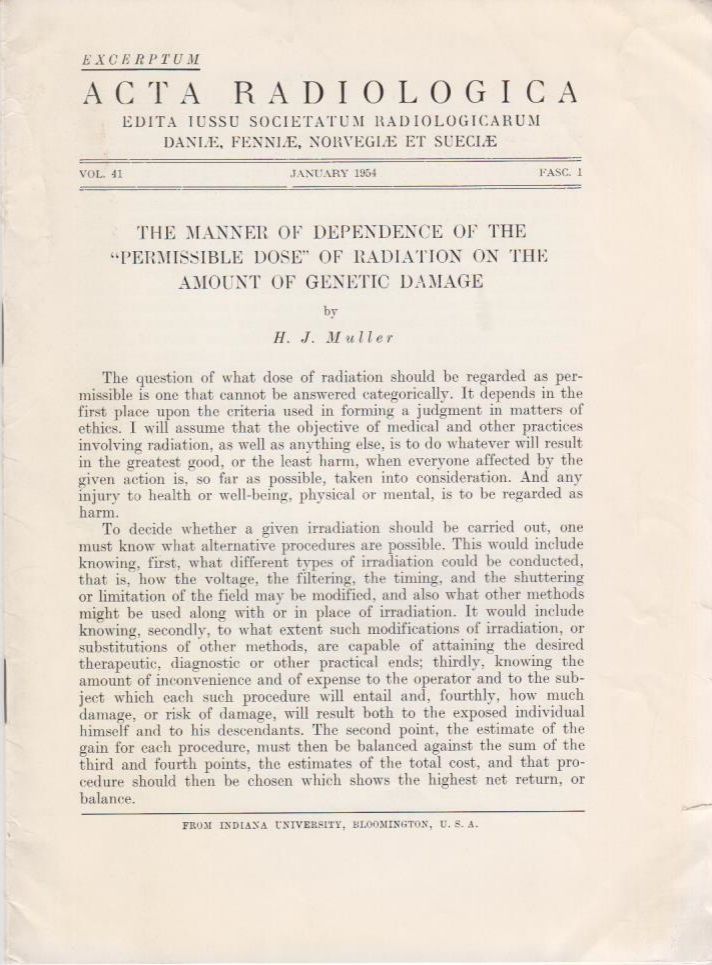 EXCERPTUM
ACTA RADIOLOGICA
EDITA IUSSU SOCIETATUM RADIOLOGICARUM
DANIÆ, FENNIÆ, NORVEGIÆ ET SUECIÆ
VOL. 41 JANUARY 1954 FASC. 1
THE MANNER OF DEPENDENCE OF THE
“PERMISSIBLE DOSE” OF RADIATION ON THE
AMOUNT OF GENETIC DAMAGE
by
H. J. Muller
The question of what dose of radiation should be regarded as per-
missible is one that cannot be answered categorically. It depends in the
first place upon the criteria used in forming a judgment in matters of
ethics. I will assume that the objective of medical and other practices
involving radiation, as well as anything else, is to do whatever will result
in the greatest good, or the least harm, when everyone affected by the
given action is, so far as possible, taken into consideration. And any
injury to health or well-being, physical or mental, is to be regarded as
harm.
To decide whether a given irradiation should be carried out, one
must know what alternative procedures are possible. This would include
knowing, first, what different types of irradiation could be conducted,
that is, how the voltage, the filtering, the timing, and the shuttering
or limitation of the field may be modified, and also what other methods
might be used along with or in place of irradiation. It would include
knowing, secondly, to what extent such modifications of irradiation, or
substitutions of other methods, are capable of attaining the desired
therapeutic, diagnostic or other practical ends; thirdly, knowing the
amount of inconvenience and of expense to the operator and to the sub-
ject which each such procedure will entail and, fourthly, how much
damage, or risk of damage, will result both to the exposed individual
himself and to his descendants. The second point, the estimate of the
gain for each procedure, must then be balanced against the sum of the
third and fourth points, the estimates of the total cost, and that pro-
cedure should then be chosen which shows the highest net return, or
balance.
FROM INDIANA UNIVERSITY, BLOOMINGTON, U. S. A.